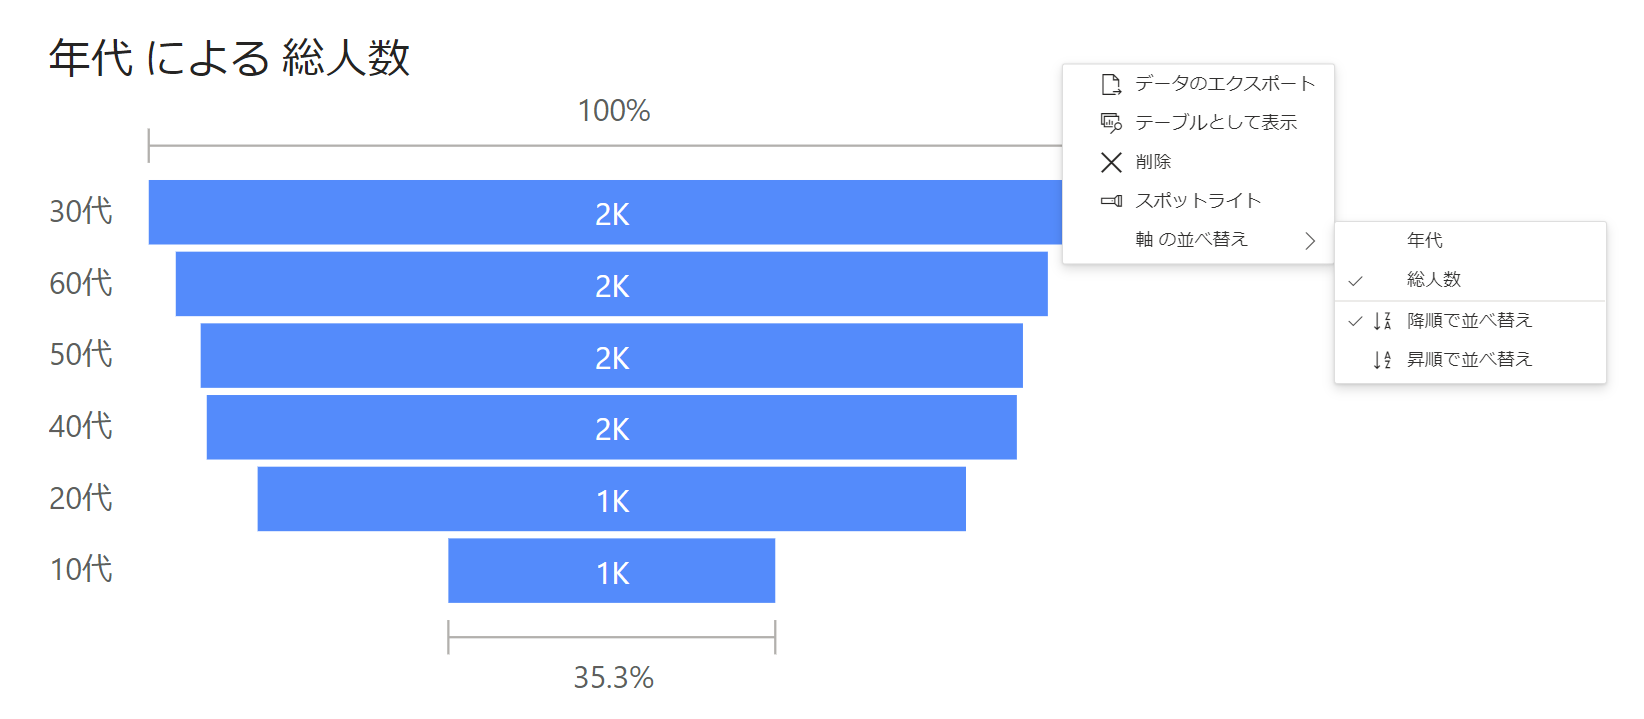 年代 による 総人数
100%
30代
2K
60代
2K
50代
2K
40代
2K
20代
1K
10代
1K
35.3%
データのエクスポート
テーブルとして表示
削除
スポットライト
軸 の並べ替え
年代
総人数
降順で並べ替え
昇順で並べ替え